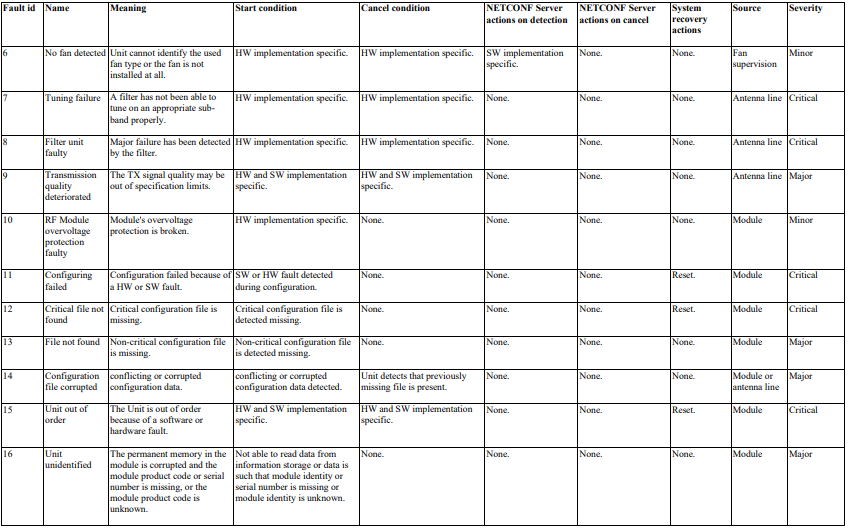 Fault id Name Meaning Start condition Cancel condition NETCONF Server actions on detection NETCONF Server actions on cancel System recovery actions Source Severity
6 No fan detected Unit cannot identify the used fan type or the fan is not installed at all. HW implementation specific. HW implementation specific. SW implementation specific. None. None. Fan supervision Minor
7 Tuning failure A filter has not been able to tune on an appropriate sub-band properly. HW implementation specific. HW implementation specific. None. None. None. Antenna line Critical
8 Filter unit faulty Major failure has been detected by the filter. HW implementation specific. HW implementation specific. None. None. None. Antenna line Critical
9 Transmission quality deteriorated The TX signal quality may be out of specification limits. HW and SW implementation specific. HW and SW implementation specific. None. None. None. Antenna line Major
10 RF Module overvoltage protection faulty Module's overvoltage protection is broken. HW implementation specific. None. None. None. None. Module Minor
11 Configuring failed Configuration failed because of a HW or SW fault. SW or HW fault detected during configuration. None. None. None. Reset. Module Critical
12 Critical file not found Critical configuration file is missing. Critical configuration file is detected missing. None. None. None. Reset. Module Critical
13 File not found Non-critical configuration file is missing. Non-critical configuration file is detected missing. None. None. None. None. Module Major
14 Configuration file corrupted conflicting or corrupted configuration data. conflicting or corrupted configuration data detected. Unit detects that previously missing file is present. None. None. None. Module or antenna line Major
15 Unit out of order The Unit is out of order because of a software or hardware fault. HW and SW implementation specific. HW and SW implementation specific. None. None. Reset. Module Critical
16 Unit unidentified The permanent memory in the module is corrupted and the module product code or serial number is missing, or the module product code is unknown. Not able to read data from information storage or data is such that module identity or serial number is missing or module identity is unknown. None. None. None. None. Module Major